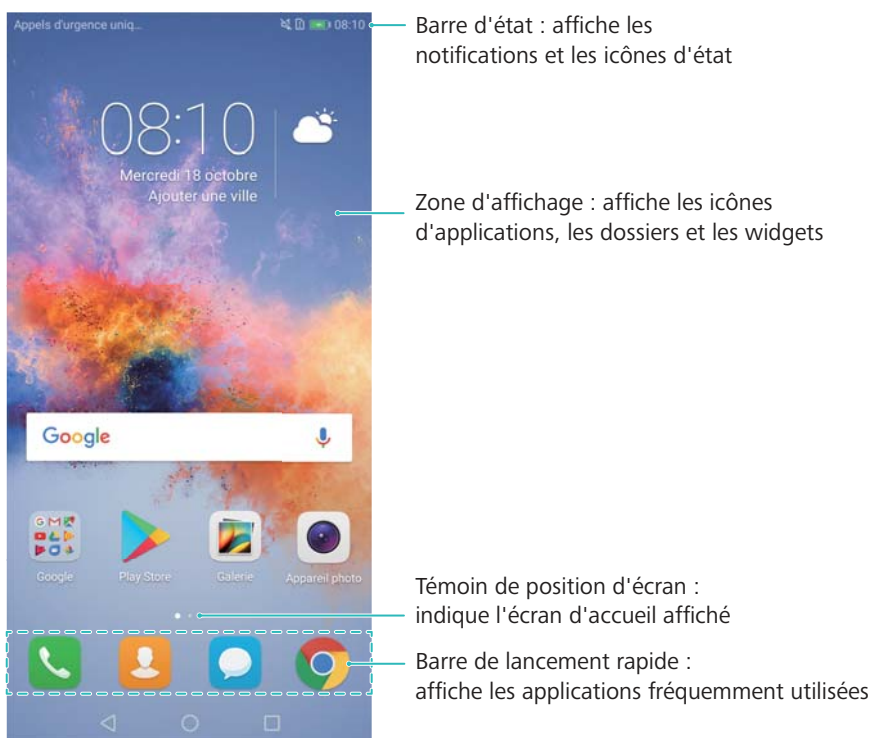 Appels d'urgence uniq... 08:10
Barre d'état : affiche les
notifications et les icônes d'état
08:10
Mercredi 18 octobre
Ajouter une ville
Zone d'affichage : affiche les icônes
d'applications, les dossiers et les widgets
Google
Google Play Store Galerie Appareil photo
Témoin de position d'écran :
indique l'écran d'accueil affiché
Barre de lancement rapide :
affiche les applications fréquemment utilisées